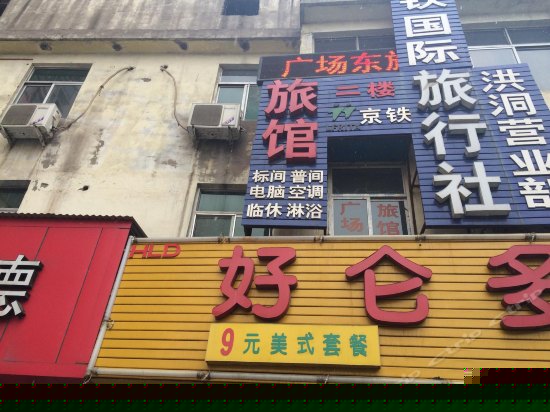 广场东旅
铁国际
旅行社
洪洞营业部
旅馆
二楼
京铁
标间 普间
电脑 空调
临休 淋浴
广场
旅馆
德
HLD
好仑多
9元美式套餐